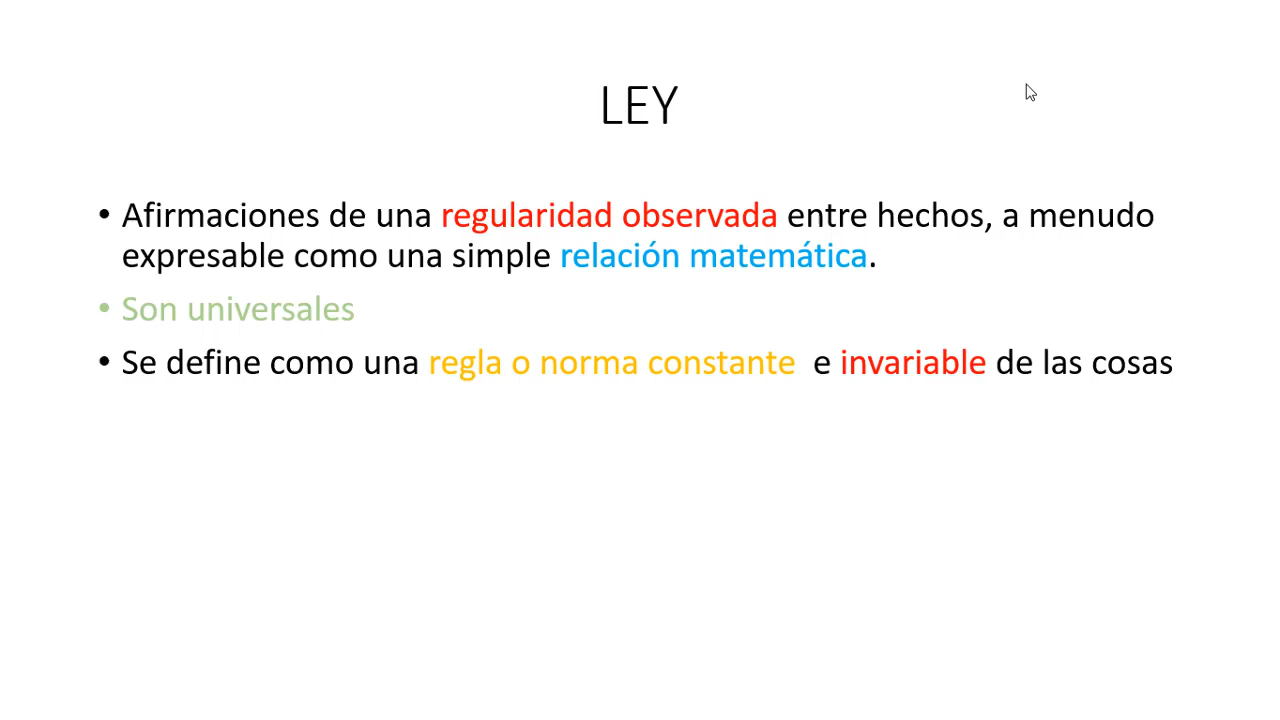 LEY
• Afirmaciones de una regularidad observada entre hechos, a menudo
expresable como una simple relación matemática.
• Son universales
• Se define como una regla o norma constante e invariable de las cosas